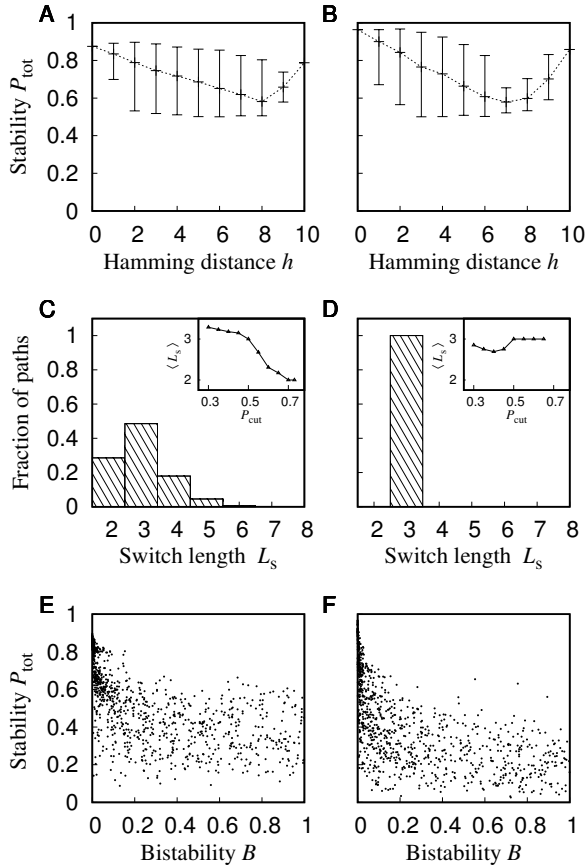 A
B
Stability P_tot
1
0.8
0.6
0.4
0.2
0
0 2 4 6 8 10
0 2 4 6 8 10
Hamming distance h
Hamming distance h
C
D
Fraction of paths
1
0.8
0.6
0.4
0.2
0
⟨L_s⟩
3
2
0.3 0.5 0.7
P_cut
⟨L_s⟩
3
2
0.3 0.5 0.7
P_cut
2 3 4 5 6 7 8
2 3 4 5 6 7 8
Switch length L_s
Switch length L_s
E
F
Stability P_tot
1
0.8
0.6
0.4
0.2
0
0 0.2 0.4 0.6 0.8 1
0 0.2 0.4 0.6 0.8 1
Bistability B
Bistability B